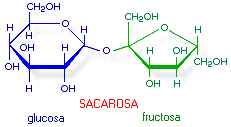 CH₂OH CH₂OH
H O H O H
H
OH H O H OH CH₂OH
OH
H OH OH H
SACAROSA
glucosa fructosa